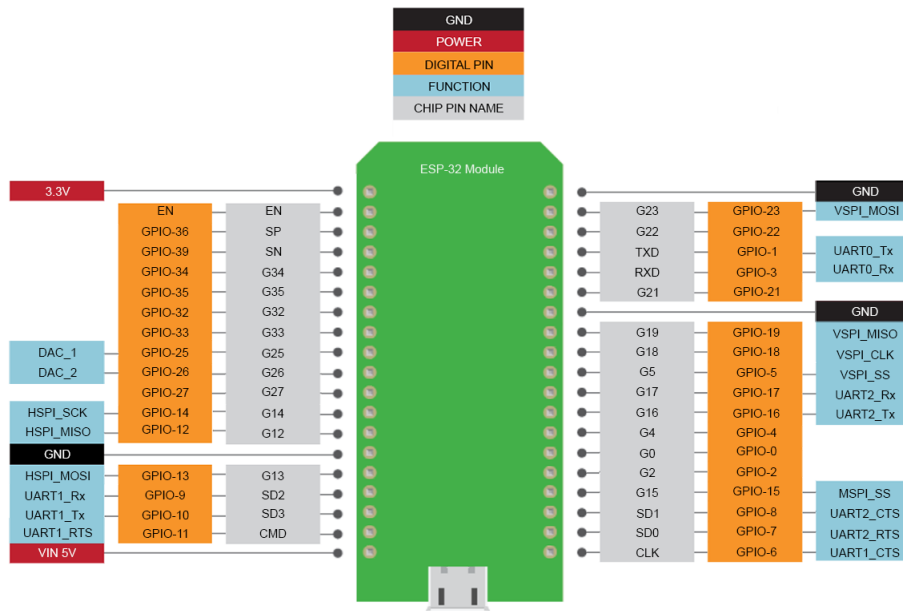 GND
POWER
DIGITAL PIN
FUNCTION
CHIP PIN NAME
ESP-32 Module
3.3V
EN EN
GPIO-36 SP
GPIO-39 SN
GPIO-34 G34
GPIO-35 G35
GPIO-32 G32
GPIO-33 G33
DAC_1 GPIO-25 G25
DAC_2 GPIO-26 G26
GPIO-27 G27
HSPI_SCK GPIO-14 G14
HSPI_MISO GPIO-12 G12
GND
HSPI_MOSI GPIO-13 G13
UART1_Rx GPIO-9 SD2
UART1_Tx GPIO-10 SD3
UART1_RTS GPIO-11 CMD
VIN 5V
GND
G23 GPIO-23 VSPI_MOSI
G22 GPIO-22
TXD GPIO-1 UART0_Tx
RXD GPIO-3 UART0_Rx
G21 GPIO-21
GND
G19 GPIO-19 VSPI_MISO
G18 GPIO-18 VSPI_CLK
G5 GPIO-5 VSPI_SS
G17 GPIO-17 UART2_Rx
G16 GPIO-16 UART2_Tx
G4 GPIO-4
G0 GPIO-0
G2 GPIO-2
G15 GPIO-15 MSPI_SS
SD1 GPIO-8 UART2_CTS
SD0 GPIO-7 UART2_RTS
CLK GPIO-6 UART1_CTS